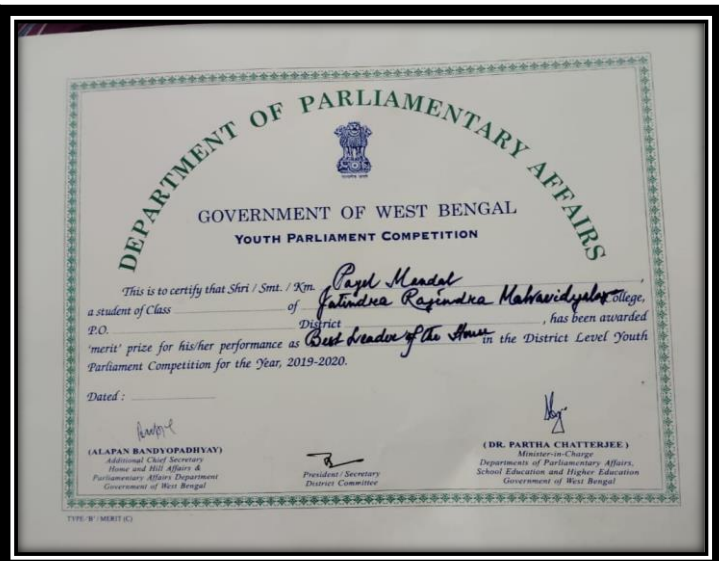 DEPARTMENT OF PARLIAMENTARY AFFAIRS
GOVERNMENT OF WEST BENGAL
YOUTH PARLIAMENT COMPETITION
This is to certify that Shri / Smt. / Km. Payel Mandal
a student of Class of Jatindra Rajendra Mahavidyalay College,
P.O. District , has been awarded
'merit' prize for his/her performance as Best Leader of the House in the District Level Youth
Parliament Competition for the Year, 2019-2020.
Dated :
(ALAPAN BANDYOPADHYAY)
Additional Chief Secretary
Home and Hill Affairs &
Parliamentary Affairs Department
Government of West Bengal
President / Secretary
District Committee
(DR. PARTHA CHATTERJEE)
Minister-in-Charge
Departments of Parliamentary Affairs,
School Education and Higher Education
Government of West Bengal
TYPE-'B' / MERIT (C)